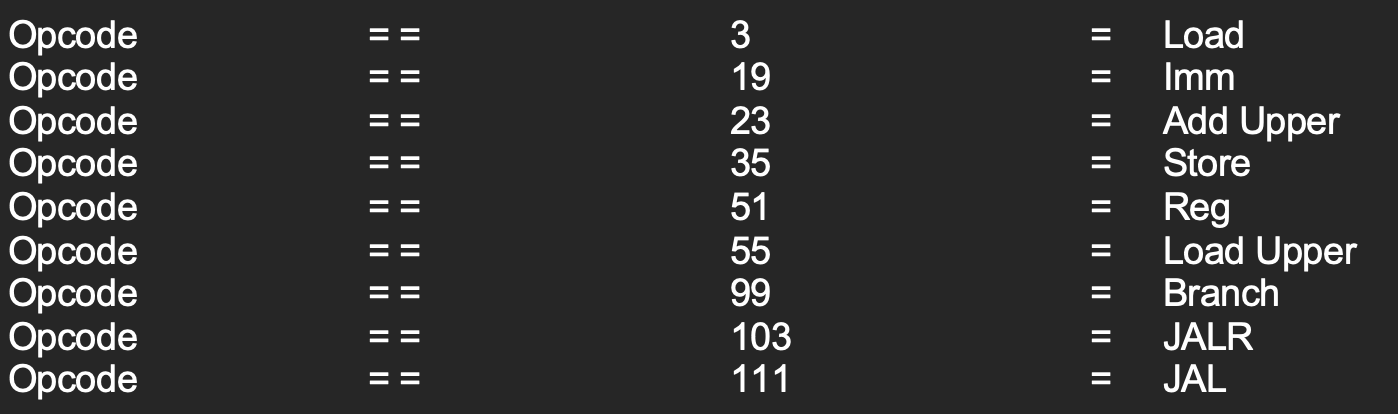 Opcode == 3 = Load
Opcode == 19 = Imm
Opcode == 23 = Add Upper
Opcode == 35 = Store
Opcode == 51 = Reg
Opcode == 55 = Load Upper
Opcode == 99 = Branch
Opcode == 103 = JALR
Opcode == 111 = JAL